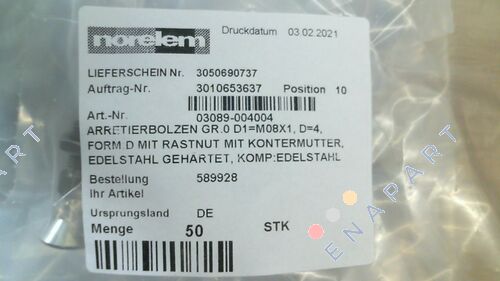 norelem
Druckdatum 03.02.2021
LIEFERSCHEIN Nr. 3050690737
Auftrag-Nr. 3010653637 Position 10
Art.-Nr. 03089-004004
ARRETIERBOLZEN GR.0 D1=M08X1, D=4,
FORM D MIT RASTNUT MIT KONTERMUTTER,
EDELSTAHL GEHÄRTET, KOMP:EDELSTAHL
Bestellung 589928
Ihr Artikel
Ursprungsland DE
Menge 50 STK
ENAPART